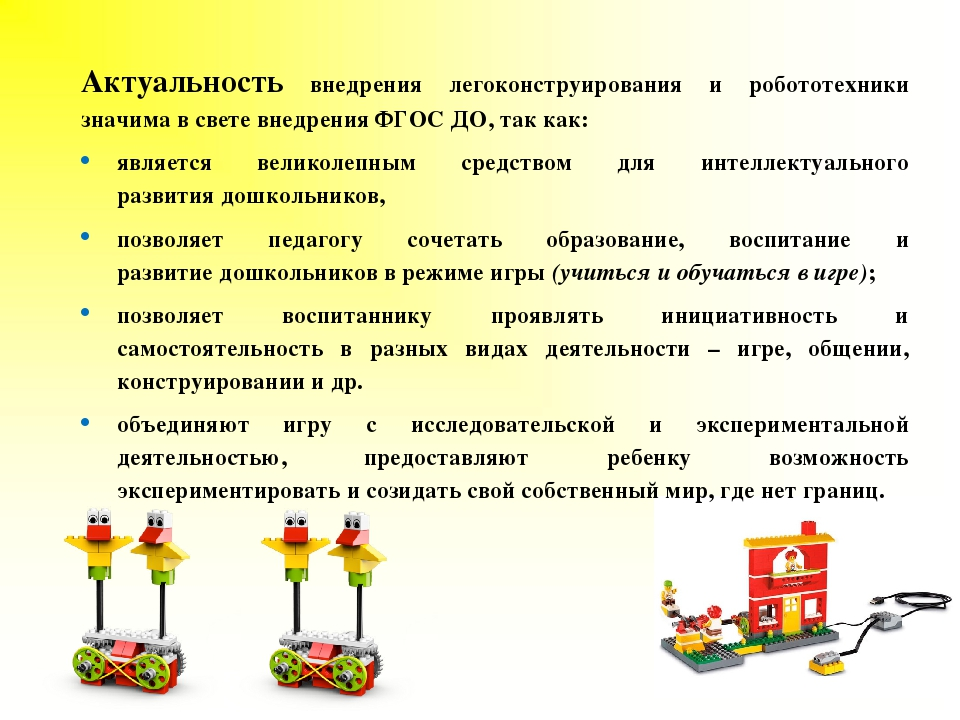 Актуальность внедрения легоконструирования и робототехники
значима в свете внедрения ФГОС ДО, так как:
• является великолепным средством для интеллектуального
развития дошкольников,
• позволяет педагогу сочетать образование, воспитание и
развитие дошкольников в режиме игры (учиться и обучаться в игре);
• позволяет воспитаннику проявлять инициативность и
самостоятельность в разных видах деятельности – игре, общении,
конструировании и др.
• объединяют игру с исследовательской и экспериментальной
деятельностью, предоставляют ребенку возможность
экспериментировать и созидать свой собственный мир, где нет границ.